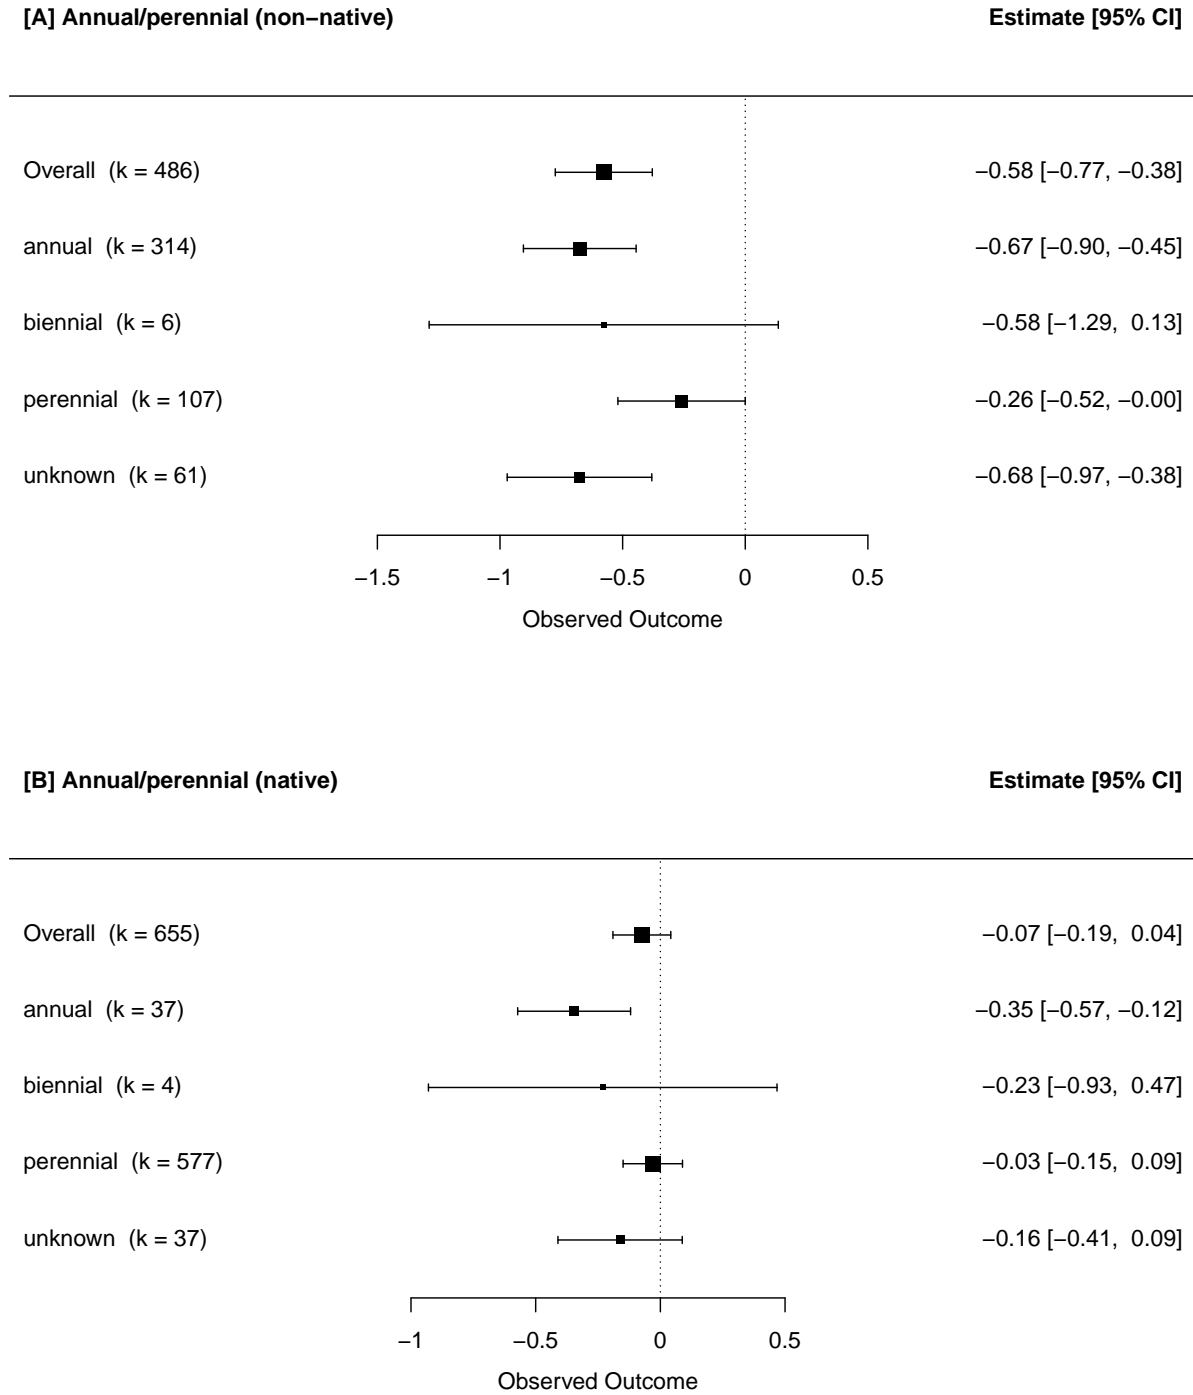 [A] Annual/perennial (non−native) Estimate [95% CI]
Overall (k = 486) −0.58 [−0.77, −0.38]
annual (k = 314) −0.67 [−0.90, −0.45]
biennial (k = 6) −0.58 [−1.29, 0.13]
perennial (k = 107) −0.26 [−0.52, −0.00]
unknown (k = 61) −0.68 [−0.97, −0.38]
−1.5 −1 −0.5 0 0.5
Observed Outcome
[B] Annual/perennial (native) Estimate [95% CI]
Overall (k = 655) −0.07 [−0.19, 0.04]
annual (k = 37) −0.35 [−0.57, −0.12]
biennial (k = 4) −0.23 [−0.93, 0.47]
perennial (k = 577) −0.03 [−0.15, 0.09]
unknown (k = 37) −0.16 [−0.41, 0.09]
−1 −0.5 0 0.5
Observed Outcome